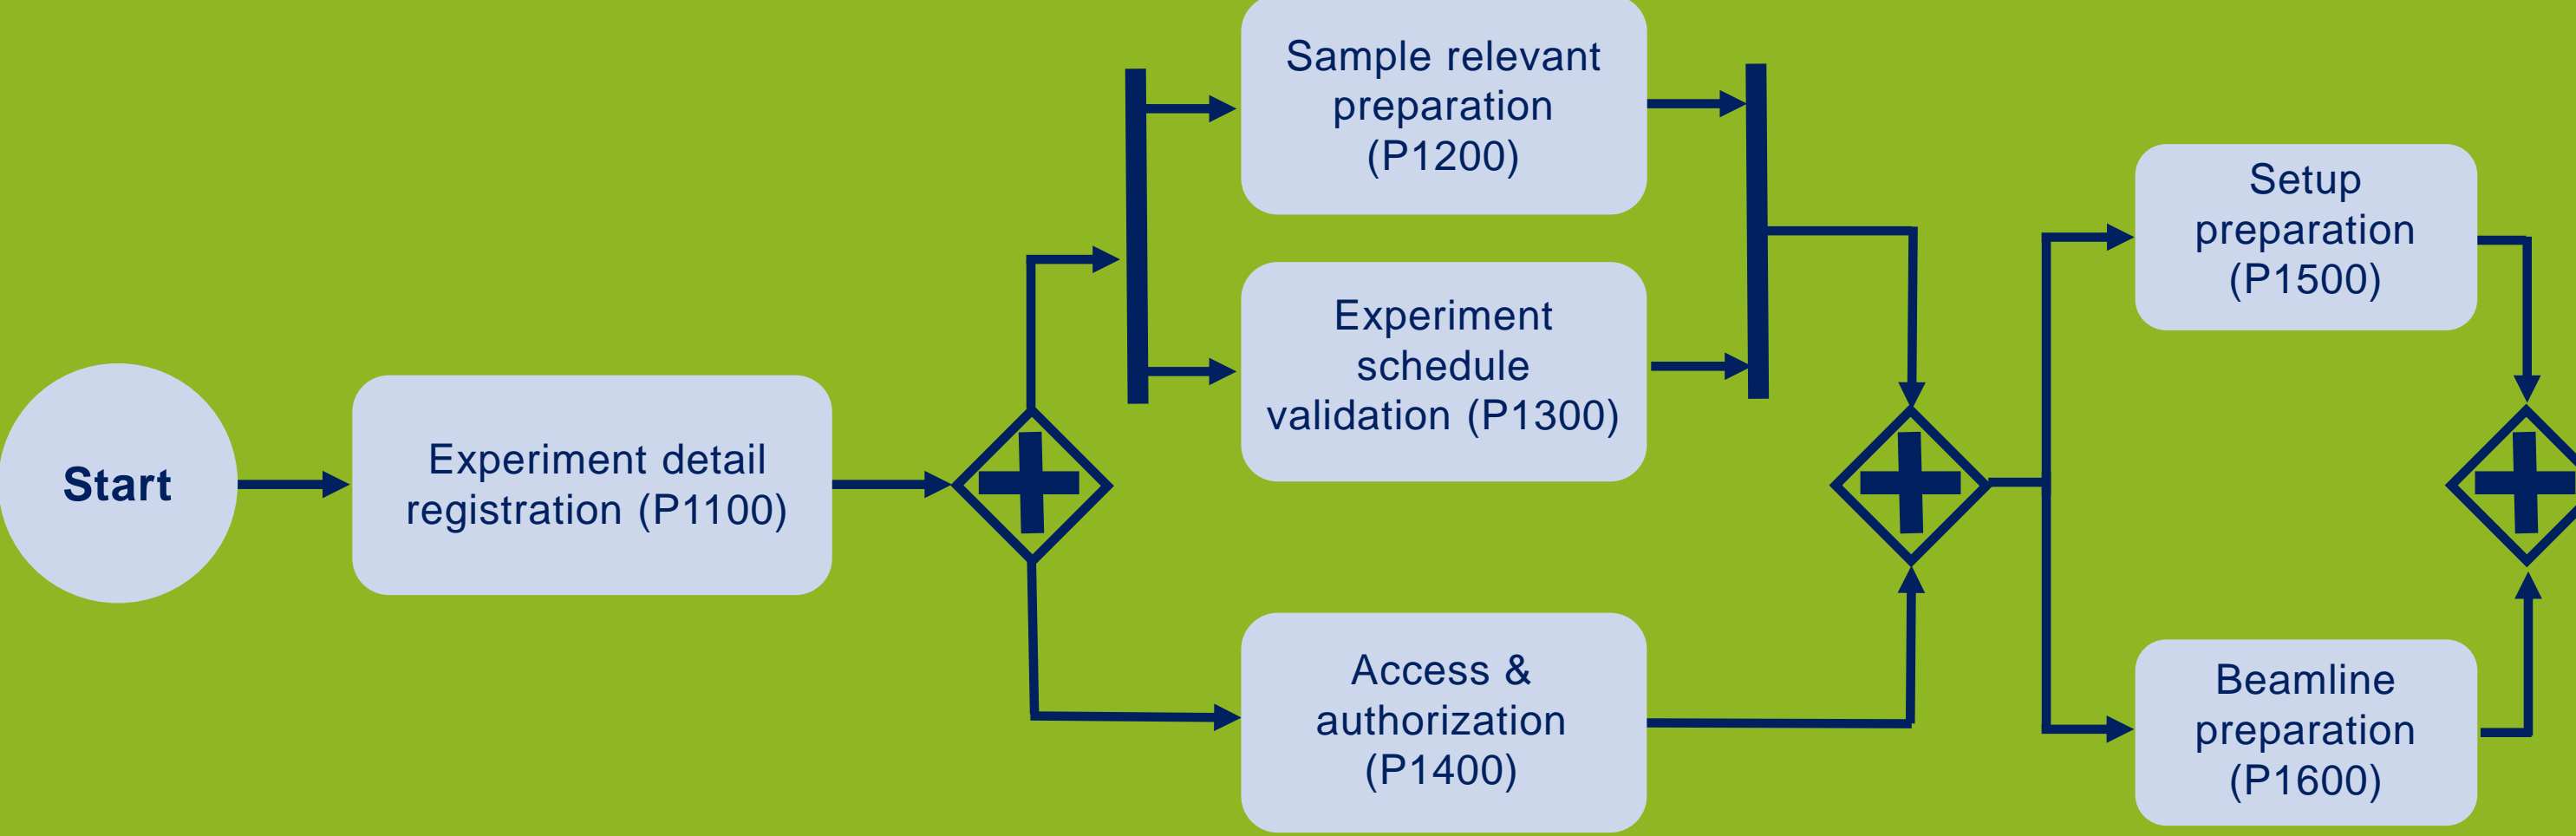 Start
Experiment detail
registration (P1100)
Sample relevant
preparation
(P1200)
Experiment
schedule
validation (P1300)
Access &
authorization
(P1400)
Setup
preparation
(P1500)
Beamline
preparation
(P1600)